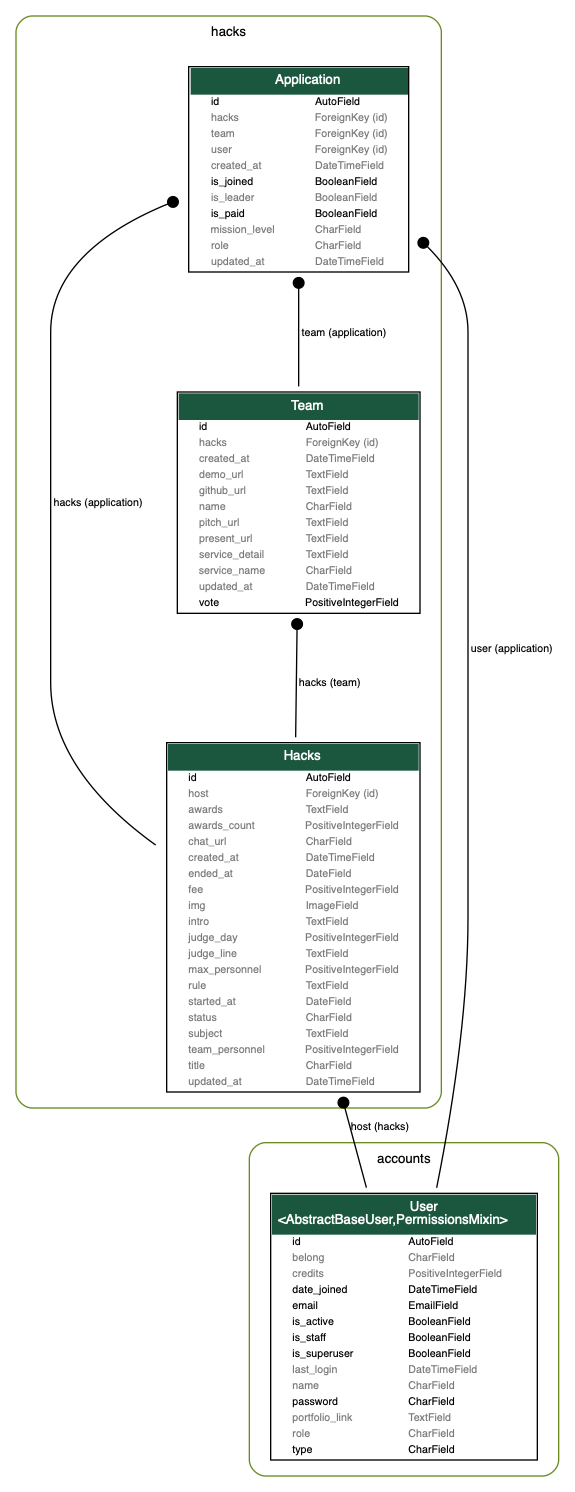 hacks
Application
id AutoField
hacks ForeignKey (id)
team ForeignKey (id)
user ForeignKey (id)
created_at DateTimeField
is_joined BooleanField
is_leader BooleanField
is_paid BooleanField
mission_level CharField
role CharField
updated_at DateTimeField
team (application)
Team
id AutoField
hacks ForeignKey (id)
created_at DateTimeField
demo_url TextField
github_url TextField
name CharField
pitch_url TextField
present_url TextField
service_detail TextField
service_name CharField
updated_at DateTimeField
vote PositiveIntegerField
hacks (application)
user (application)
hacks (team)
Hacks
id AutoField
host ForeignKey (id)
awards TextField
awards_count PositiveIntegerField
chat_url CharField
created_at DateTimeField
ended_at DateField
fee PositiveIntegerField
img ImageField
intro TextField
judge_day PositiveIntegerField
judge_line TextField
max_personnel PositiveIntegerField
rule TextField
started_at DateField
status CharField
subject TextField
team_personnel PositiveIntegerField
title CharField
updated_at DateTimeField
host (hacks)
accounts
User
<AbstractBaseUser,PermissionsMixin>
id AutoField
belong CharField
credits PositiveIntegerField
date_joined DateTimeField
email EmailField
is_active BooleanField
is_staff BooleanField
is_superuser BooleanField
last_login DateTimeField
name CharField
password CharField
portfolio_link TextField
role CharField
type CharField